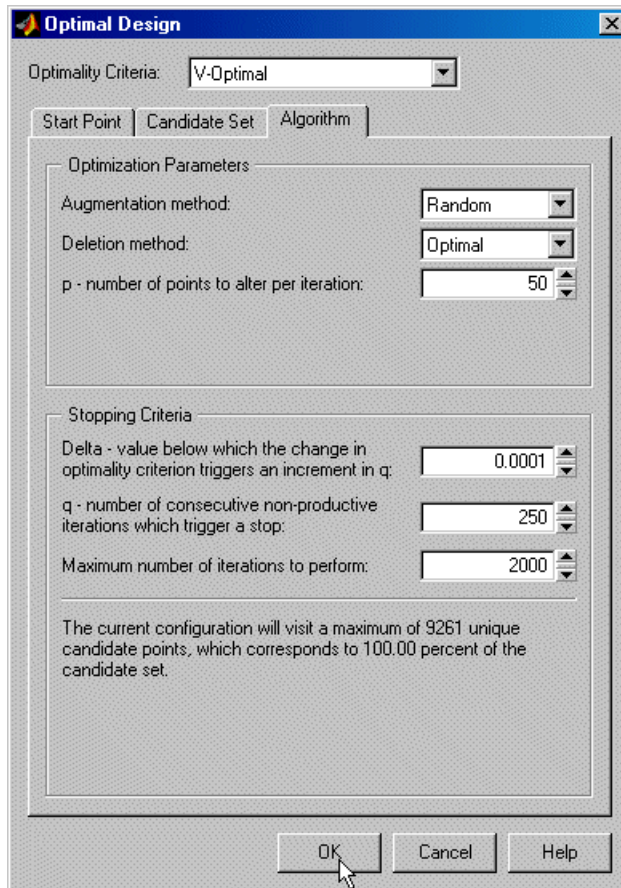 Optimal Design
Optimality Criteria: V-Optimal
Start Point Candidate Set Algorithm
Optimization Parameters
Augmentation method: Random
Deletion method: Optimal
p - number of points to alter per iteration: 50
Stopping Criteria
Delta - value below which the change in
optimality criterion triggers an increment in q: 0.0001
q - number of consecutive non-productive
iterations which trigger a stop: 250
Maximum number of iterations to perform: 2000
The current configuration will visit a maximum of 9261 unique
candidate points, which corresponds to 100.00 percent of the
candidate set.
OK Cancel Help